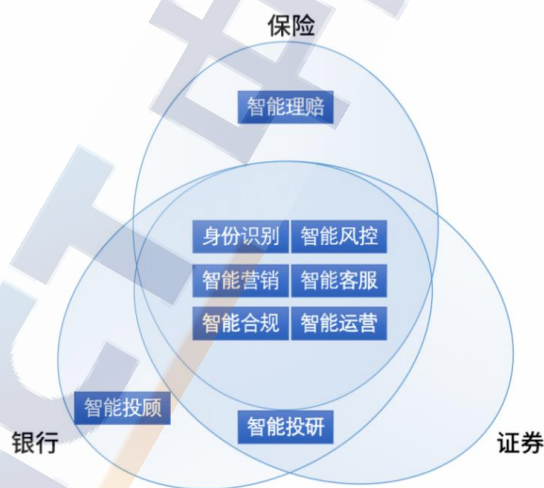 保险
智能理赔
身份识别 智能风控
智能营销 智能客服
智能合规 智能运营
智能投顾
智能投研
银行
证券